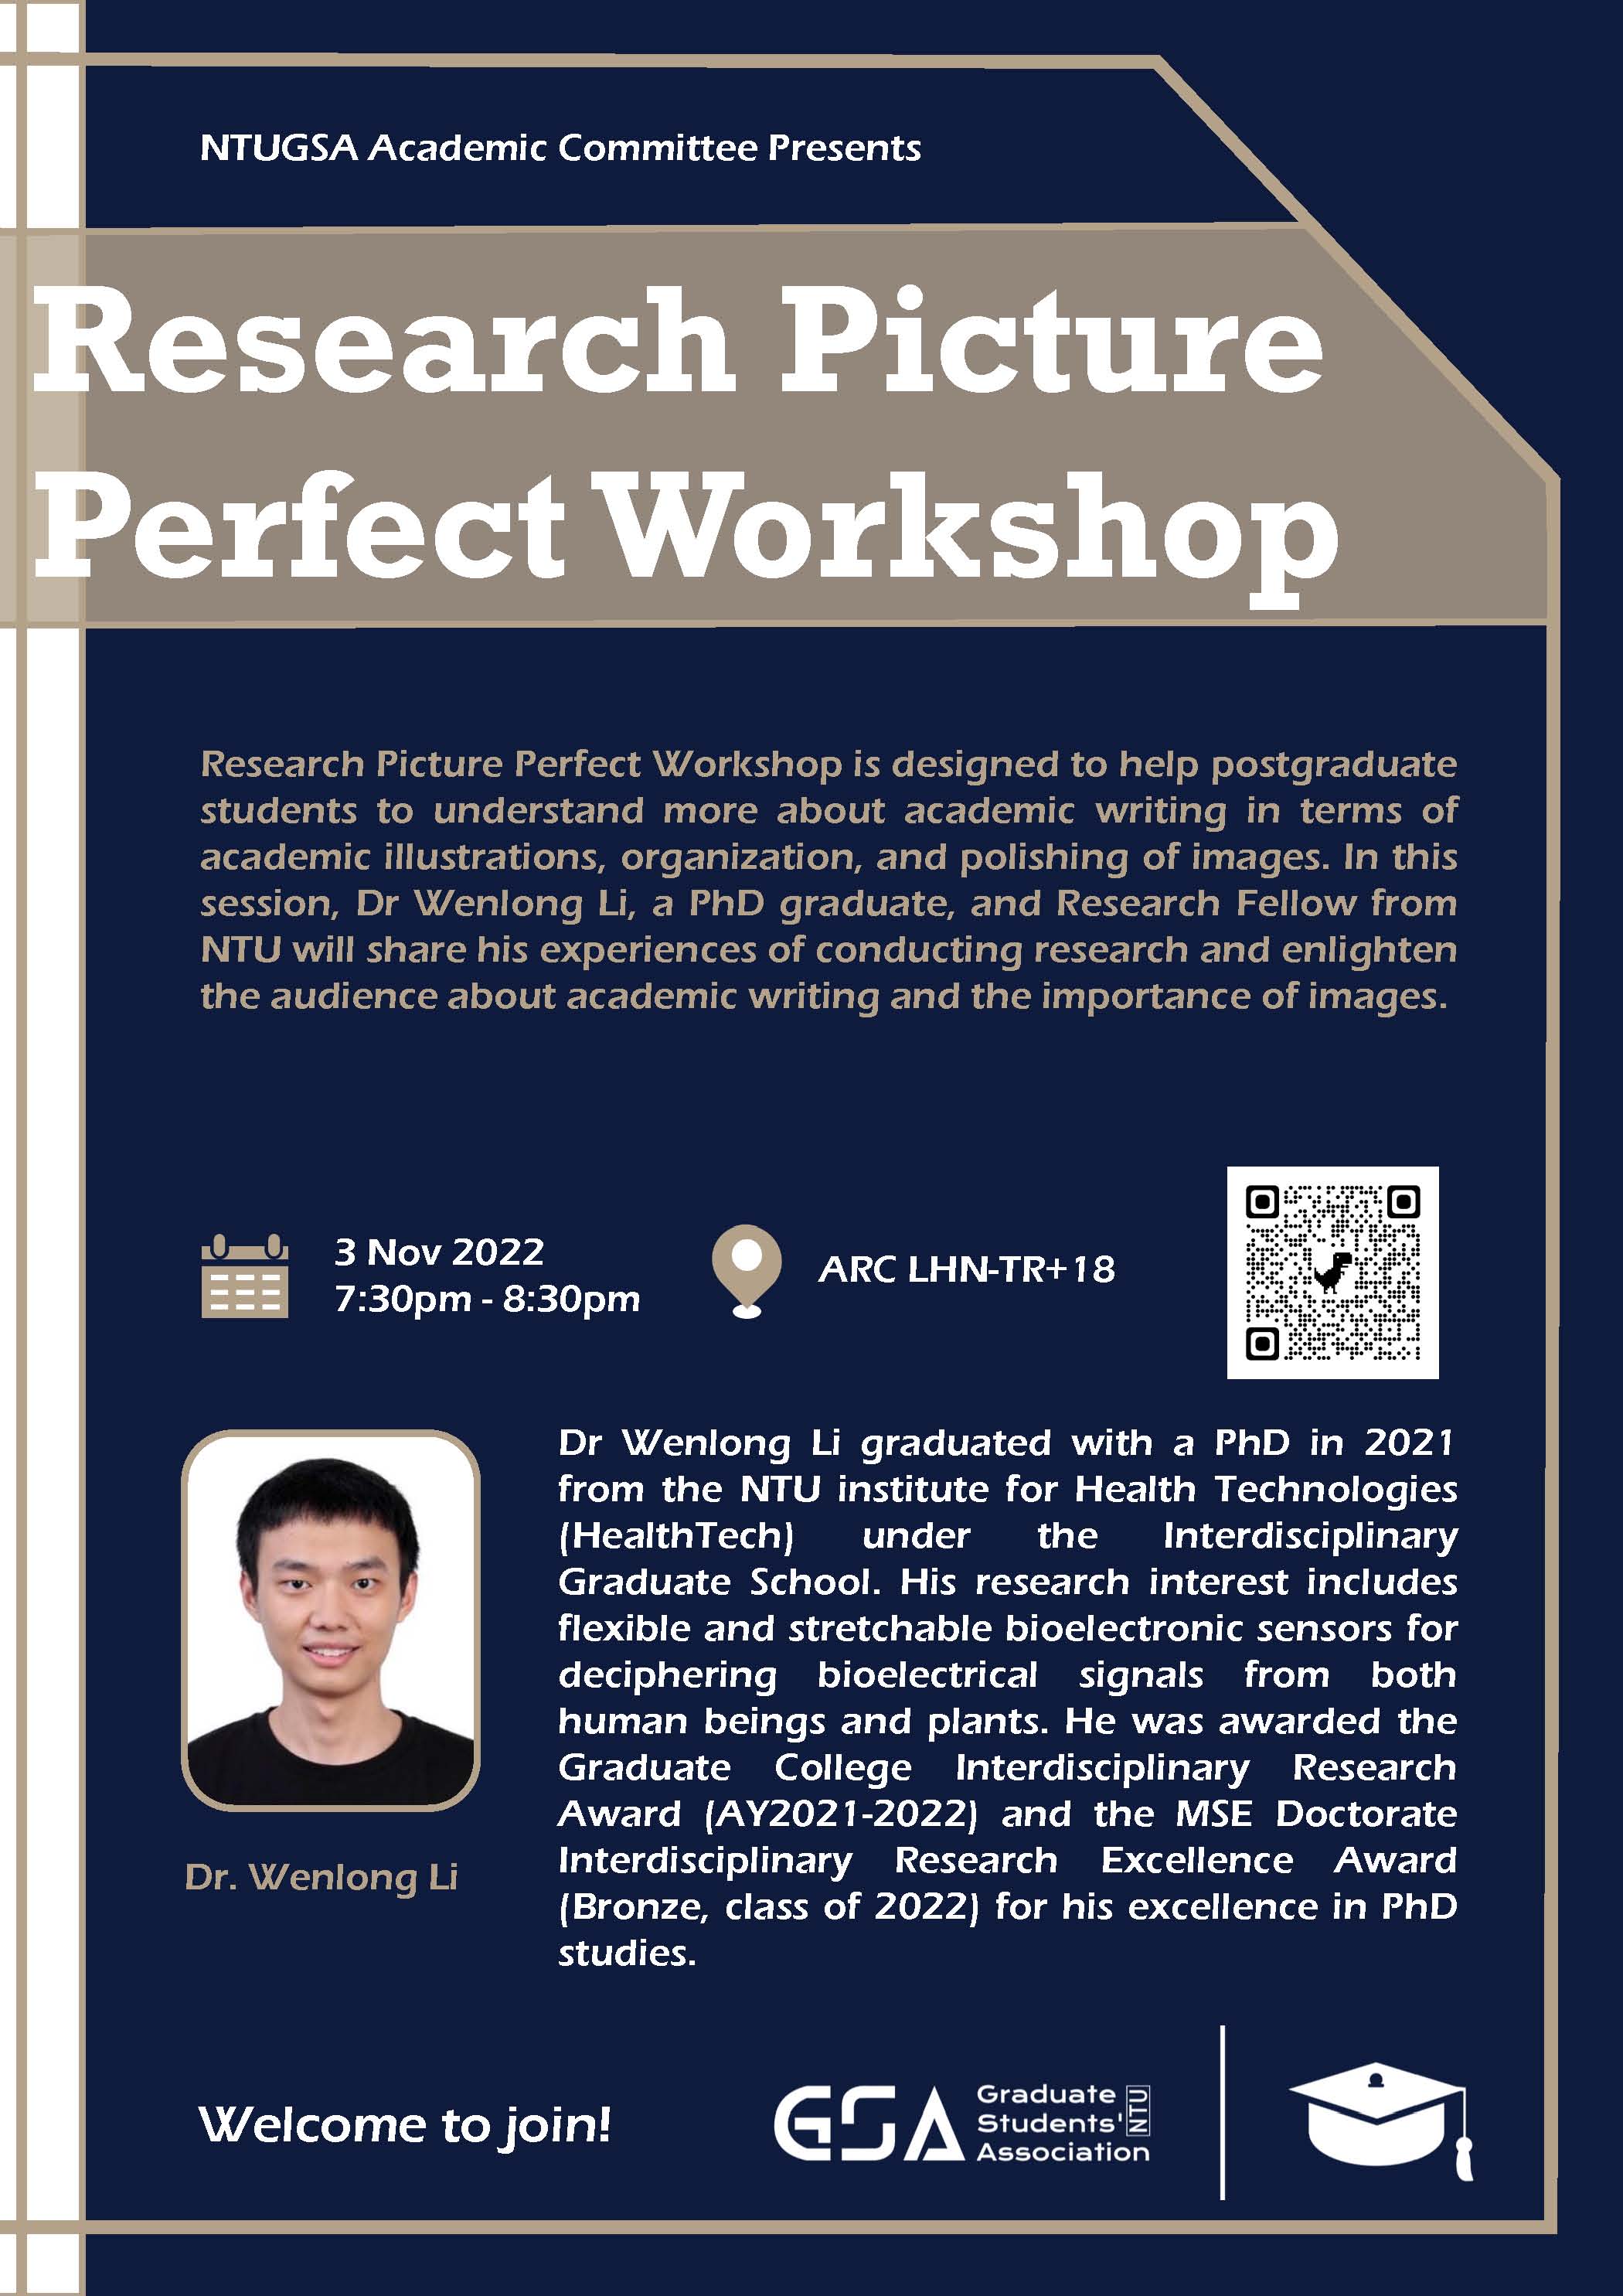 NTUGSA Academic Committee Presents
Research Picture
Perfect Workshop
Research Picture Perfect Workshop is designed to help postgraduate
students to understand more about academic writing in terms of
academic illustrations, organization, and polishing of images. In this
session, Dr Wenlong Li, a PhD graduate, and Research Fellow from
NTU will share his experiences of conducting research and enlighten
the audience about academic writing and the importance of images.
3 Nov 2022
7:30pm - 8:30pm
ARC LHN-TR+18
Dr Wenlong Li graduated with a PhD in 2021
from the NTU institute for Health Technologies
(HealthTech) under the Interdisciplinary
Graduate School. His research interest includes
flexible and stretchable bioelectronic sensors for
deciphering bioelectrical signals from both
human beings and plants. He was awarded the
Graduate College Interdisciplinary Research
Award (AY2021-2022) and the MSE Doctorate
Interdisciplinary Research Excellence Award
(Bronze, class of 2022) for his excellence in PhD
studies.
Dr. Wenlong Li
Welcome to join!
GSA
Graduate
Students'
Association
NTU